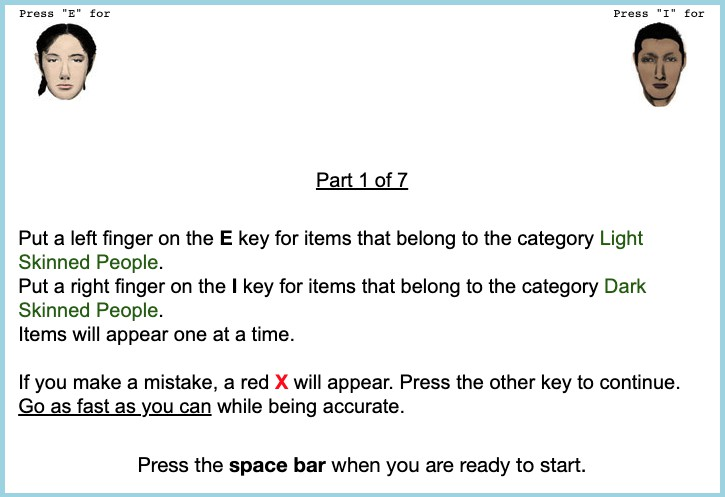 Press "E" for
Press "I" for
Part 1 of 7
Put a left finger on the E key for items that belong to the category Light
Skinned People.
Put a right finger on the I key for items that belong to the category Dark
Skinned People.
Items will appear one at a time.
If you make a mistake, a red X will appear. Press the other key to continue.
Go as fast as you can while being accurate.
Press the space bar when you are ready to start.